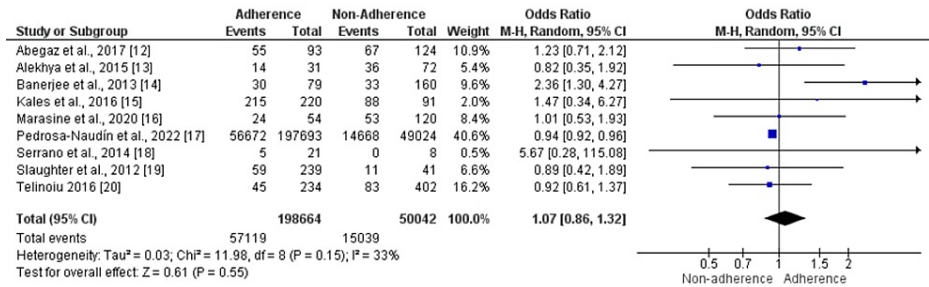 Adherence Non-Adherence Odds Ratio Odds Ratio
Study or Subgroup Events Total Events Total Weight M-H, Random, 95% CI M-H, Random, 95% CI
Abegaz et al., 2017 [12] 55 93 67 124 10.9% 1.23 [0.71, 2.12]
Alekhya et al., 2015 [13] 14 31 36 72 5.4% 0.82 [0.35, 1.92]
Banerjee et al., 2013 [14] 30 79 33 160 9.6% 2.36 [1.30, 4.27]
Kales et al., 2016 [15] 215 220 88 91 2.0% 1.47 [0.34, 6.27]
Marasine et al., 2020 [16] 24 54 53 120 8.4% 1.01 [0.53, 1.93]
Pedrosa-Naudín et al., 2022 [17] 56672 197693 14668 49024 40.6% 0.94 [0.92, 0.96]
Serrano et al., 2014 [18] 5 21 0 8 0.5% 5.67 [0.28, 115.08]
Slaughter et al., 2012 [19] 59 239 11 41 6.6% 0.89 [0.42, 1.89]
Telinoiu 2016 [20] 45 234 83 402 16.2% 0.92 [0.61, 1.37]
Total (95% CI) 198664 50042 100.0% 1.07 [0.86, 1.32]
Total events 57119 15039
Heterogeneity: Tau² = 0.03; Chi² = 11.98, df = 8 (P = 0.15); I² = 33%
Test for overall effect: Z = 0.61 (P = 0.55)
0.5 0.7 1 1.5 2
Non-adherence Adherence